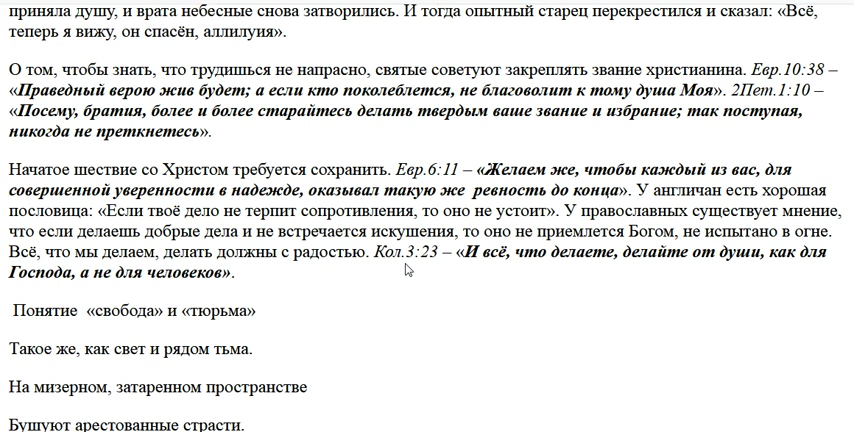 приняла душу, и врата небесные снова затворились. И тогда опытный старец перекрестился и сказал: «Всё,
теперь я вижу, он спасён, аллилуия».
О том, чтобы знать, что трудишься не напрасно, святые советуют закреплять звание христианина. Евр.10:38 –
«Праведный верою жив будет; а если кто поколеблется, не благоволит к тому душа Моя». 2Пет.1:10 –
«Посему, братия, более и более старайтесь делать твердым ваше звание и избрание; так поступая,
никогда не преткнетесь».
Начатое шествие со Христом требуется сохранить. Евр.6:11 – «Желаем же, чтобы каждый из вас, для
совершенной уверенности в надежде, оказывал такую же  ревность до конца». У англичан есть хорошая
пословица: «Если твоё дело не терпит сопротивления, то оно не устоит». У православных существует мнение,
что если делаешь добрые дела и не встречается искушения, то оно не приемлется Богом, не испытано в огне.
Всё, что мы делаем, делать должны с радостью. Кол.3:23 – «И всё, что делаете, делайте от души, как для
Господа, а не для человеков».
Понятие  «свобода» и «тюрьма»
Такое же, как свет и рядом тьма.
На мизерном, затаренном пространстве
Бушуют арестованные страсти.